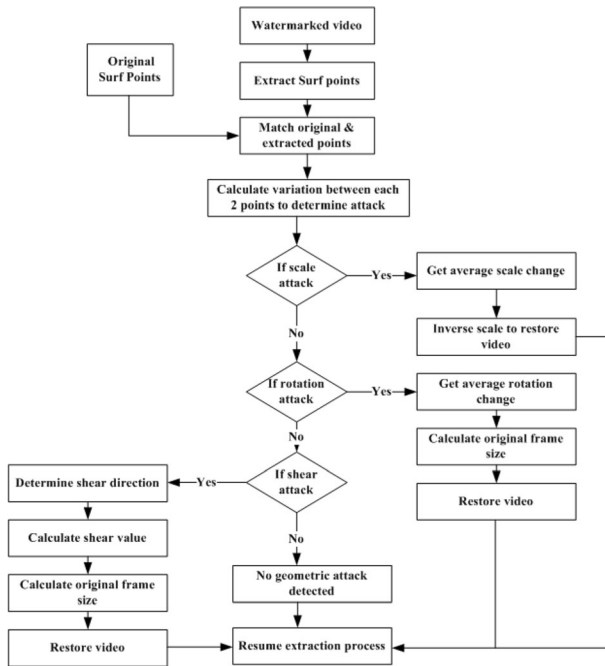 Watermarked video
Original
Surf Points
Extract Surf points
Match original &
extracted points
Calculate variation between each
2 points to determine attack
If scale
attack
Yes
Get average scale change
Inverse scale to restore
video
No
If rotation
attack
Yes
Get average rotation
change
Calculate original frame
size
Restore video
No
If shear
attack
Yes
Determine shear direction
Calculate shear value
Calculate original frame
size
Restore video
No
No geometric attack
detected
Resume extraction process